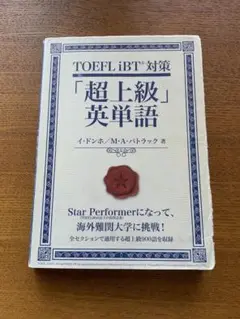 TOEFL iBT®対策
「超上級」
英単語
イ・ドンホ/M・A・パトラック 著
Star Performerになって、
海外難関大学に挑戦!
全セクションで通用する超上級900語を収録